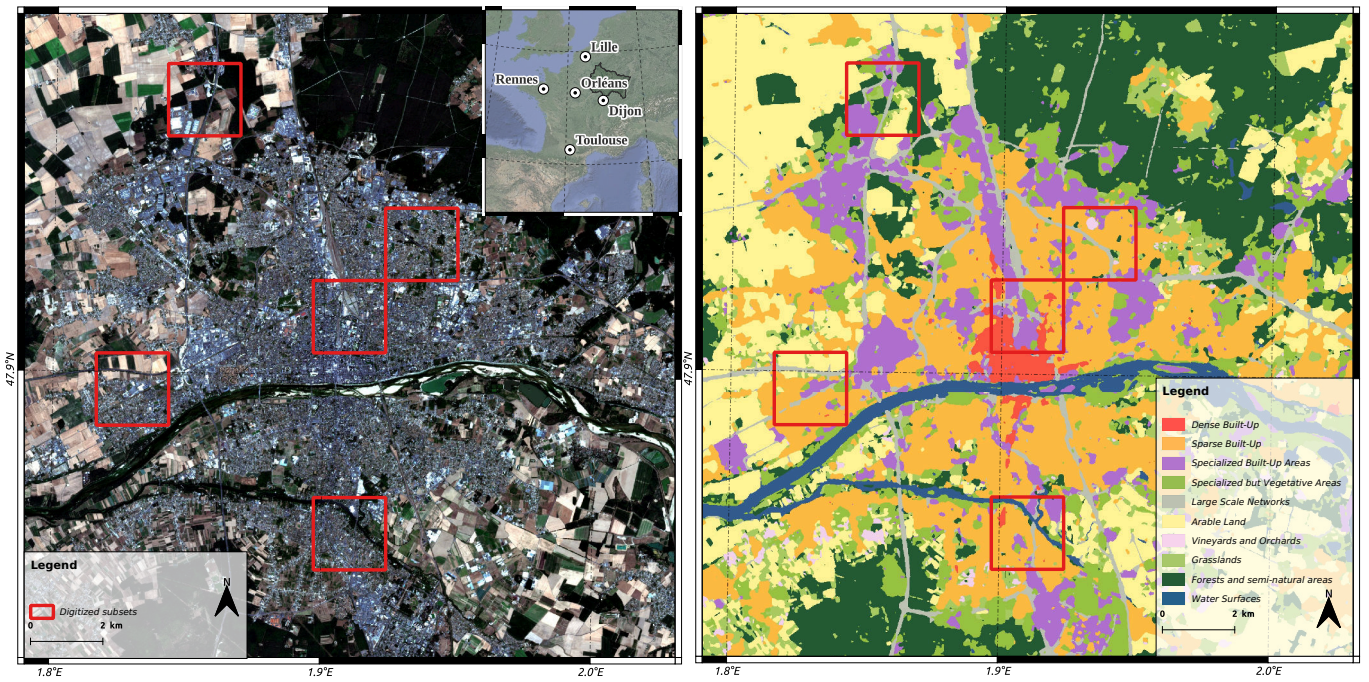 Lille
Rennes
Orléans
Dijon
Toulouse
47.9°N
Legend
Digitized subsets
N
0 2 km
1.8°E 1.9°E 2.0°E
47.9°N
Legend
Dense Built-Up
Sparse Built-Up
Specialized Built-Up Areas
Specialized but Vegetative Areas
Large Scale Networks
Arable Land
Vineyards and Orchards
Grasslands
Forests and semi-natural areas
Water Surfaces
N
0 2 km
1.8°E 1.9°E 2.0°E